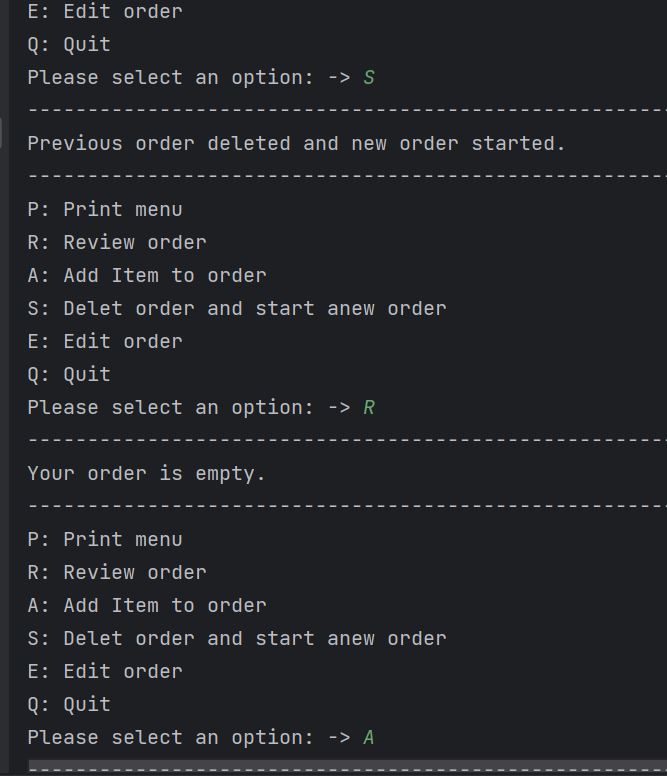 E: Edit order
Q: Quit
Please select an option: -> S
------------------------------------------------------
Previous order deleted and new order started.
------------------------------------------------------
P: Print menu
R: Review order
A: Add Item to order
S: Delet order and start anew order
E: Edit order
Q: Quit
Please select an option: -> R
------------------------------------------------------
Your order is empty.
------------------------------------------------------
P: Print menu
R: Review order
A: Add Item to order
S: Delet order and start anew order
E: Edit order
Q: Quit
Please select an option: -> A
------------------------------------------------------